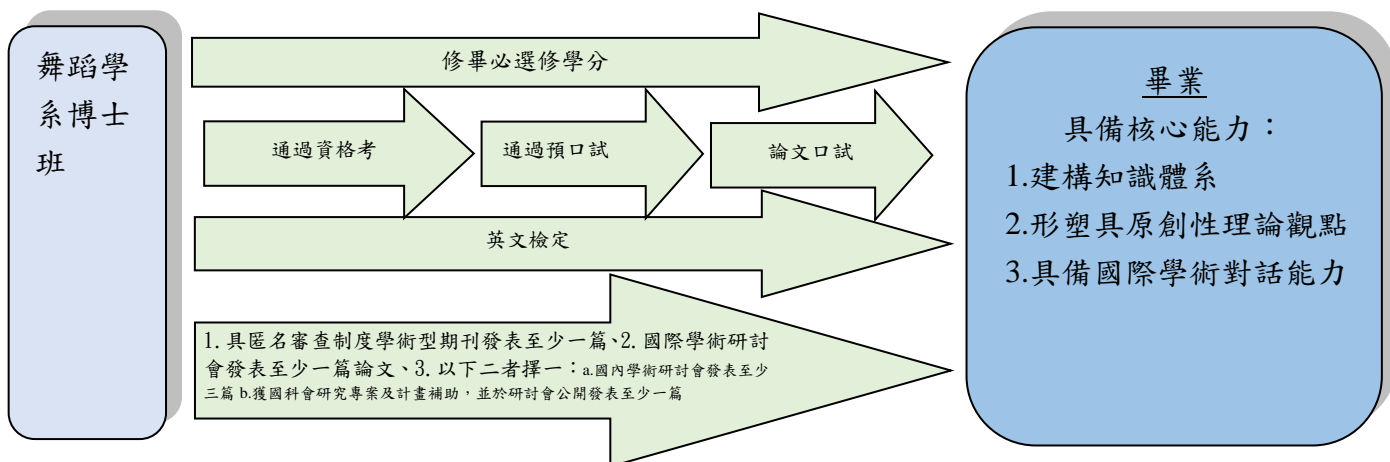 舞蹈學
系博士
班
修畢必選修學分
通過資格考
通過預口試
論文口試
英文檢定
1. 具匿名審查制度學術型期刊發表至少一篇、2. 國際學術研討
會發表至少一篇論文、3. 以下二者擇一：a.國內學術研討會發表至少
三篇 b.獲國科會研究專案及計畫補助，並於研討會公開發表至少一篇
畢業
具備核心能力：
1.建構知識體系
2.形塑具原創性理論觀點
3.具備國際學術對話能力